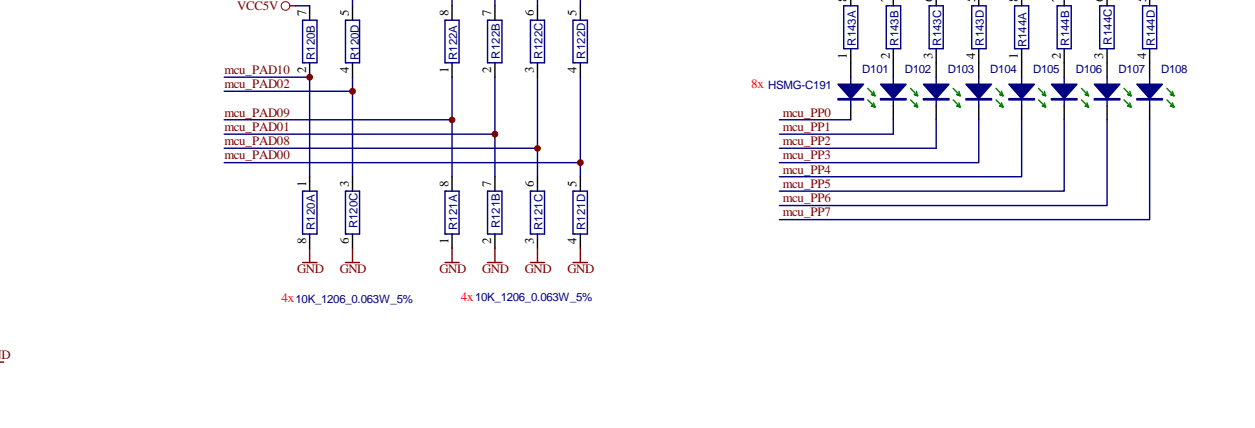 VCC5V
7
5
8
7
6
5
R120B
R120D
R122A
R122B
R122C
R122D
2
4
1
2
3
4
mcu_PAD10
mcu_PAD02
mcu_PAD09
mcu_PAD01
mcu_PAD08
mcu_PAD00
1
3
8
7
6
5
R120A
R120C
R121A
R121B
R121C
R121D
8
6
1
2
3
4
GND
GND
GND
GND
GND
GND
4x 10K_1206_0.063W_5%
4x 10K_1206_0.063W_5%
R143A
R143B
R143C
R143D
R144A
R144B
R144C
R144D
1
2
3
4
1
2
3
4
D101
D102
D103
D104
D105
D106
D107
D108
8x HSMG-C191
mcu_PP0
mcu_PP1
mcu_PP2
mcu_PP3
mcu_PP4
mcu_PP5
mcu_PP6
mcu_PP7